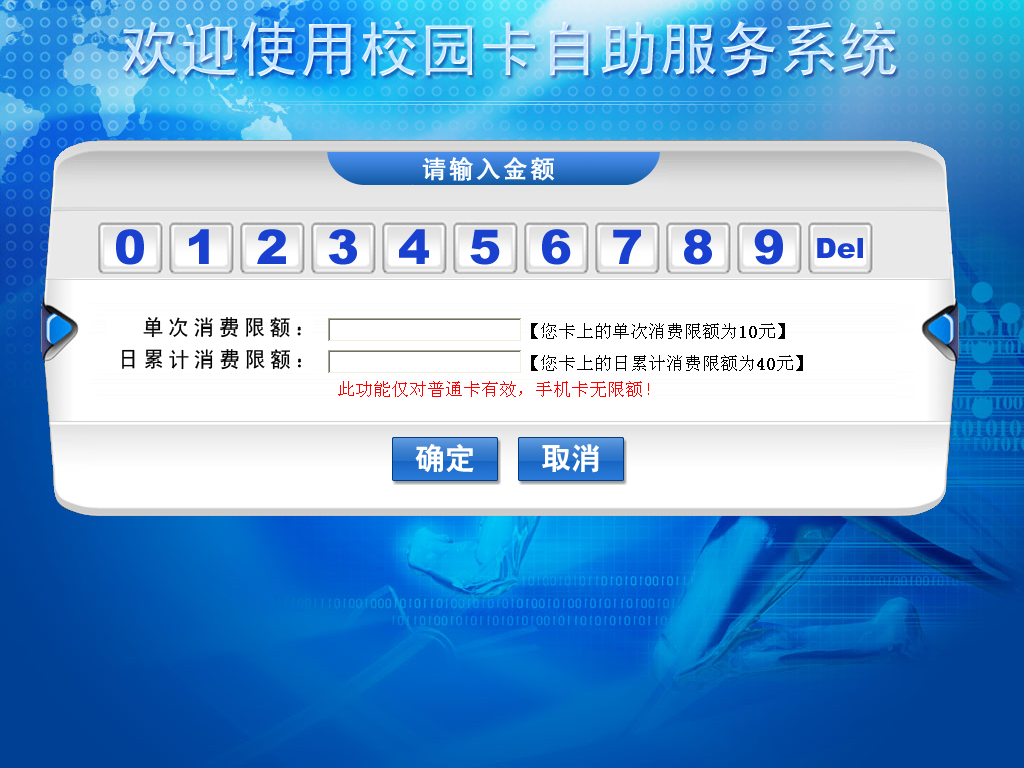 欢迎使用校园卡自助服务系统
请输入金额
0 1 2 3 4 5 6 7 8 9 Del
单次消费限额： 【您卡上的单次消费限额为10元】
日累计消费限额： 【您卡上的日累计消费限额为40元】
此功能仅对普通卡有效，手机卡无限额！
确定 取消